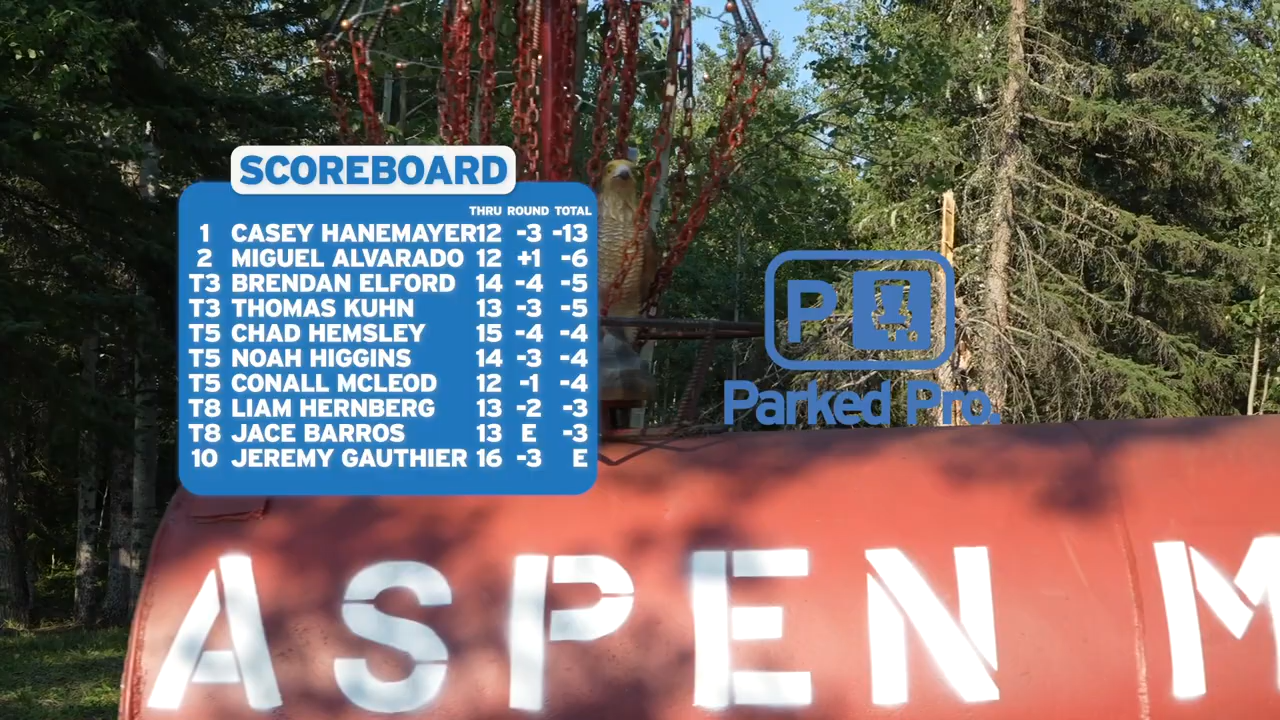 SCOREBOARD
THRU ROUND TOTAL
1 CASEY HANEMAYER 12 -3 -13
2 MIGUEL ALVARADO 12 +1 -6
T3 BRENDAN ELFORD 14 -4 -5
T3 THOMAS KUHN 13 -3 -5
T5 CHAD HEMSLEY 15 -4 -4
T5 NOAH HIGGINS 14 -3 -4
T5 CONALL MCLEOD 12 -1 -4
T8 LIAM HERNBERG 13 -2 -3
T8 JACE BARROS 13 E -3
10 JEREMY GAUTHIER 16 -3 E
P
Parked Pro.
ASPEN M